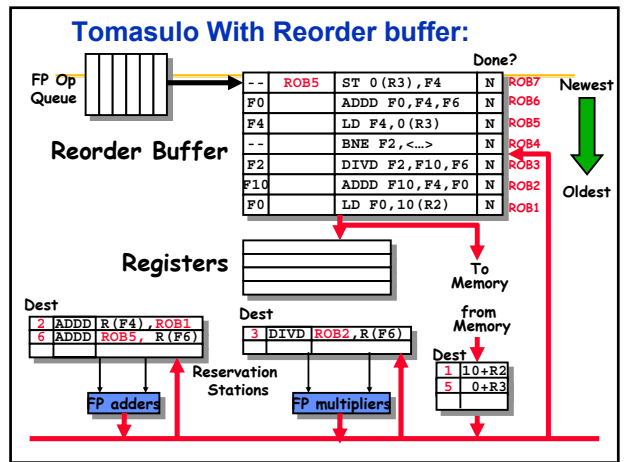 Tomasulo With Reorder buffer:
Done?
FP Op
Queue
-- ROB5 ST 0(R3),F4 N ROB7
F0 ADDD F0,F4,F6 N ROB6
F4 LD F4,0(R3) N ROB5
-- BNE F2,<…> N ROB4
F2 DIVD F2,F10,F6 N ROB3
F10 ADDD F10,F4,F0 N ROB2
F0 LD F0,10(R2) N ROB1
Newest
Oldest
Reorder Buffer
Registers
To
Memory
from
Memory
Dest
2 ADDD R(F4),ROB1
6 ADDD ROB5, R(F6)
Dest
3 DIVD ROB2,R(F6)
Dest
1 10+R2
5 0+R3
Reservation
Stations
FP adders
FP multipliers